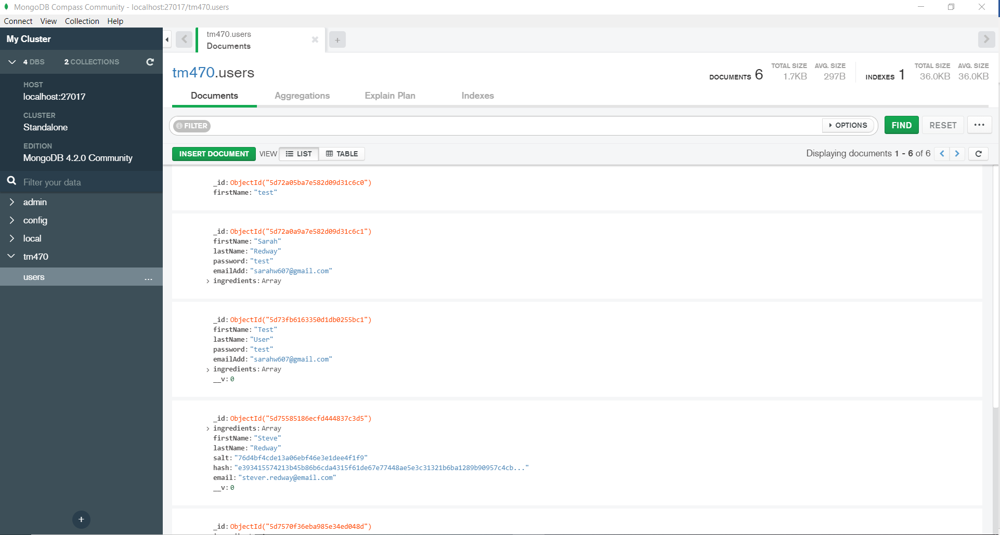 MongoDB Compass Community - localhost:27017/tm470.users
Connect View Collection Help
My Cluster
4 DBS 2 COLLECTIONS
HOST
localhost:27017
CLUSTER
Standalone
EDITION
MongoDB 4.2.0 Community
Filter your data
admin
config
local
tm470
users ...
tm470.users
Documents
tm470.users
DOCUMENTS 6 TOTAL SIZE 1.7KB AVG. SIZE 297B
INDEXES 1 TOTAL SIZE 36.0KB AVG. SIZE 36.0KB
Documents Aggregations Explain Plan Indexes
FILTER OPTIONS FIND RESET ...
INSERT DOCUMENT VIEW LIST TABLE Displaying documents 1 - 6 of 6
_id: ObjectId("5d72a05ba7e582d09d31c6c0")
firstName: "test"
_id: ObjectId("5d72a0a9a7e582d09d31c6c1")
firstName: "Sarah"
lastName: "Redway"
password: "test"
emailAdd: "sarahw607@gmail.com"
ingredients: Array
_id: ObjectId("5d73fb6163350d1db0255bc1")
firstName: "Test"
lastName: "User"
password: "test"
emailAdd: "sarahw607@gmail.com"
ingredients: Array
__v: 0
_id: ObjectId("5d75585186ecfd444837c3d5")
ingredients: Array
firstName: "Steve"
lastName: "Redway"
salt: "76d4bf4cde13a06ebf46e3e1dee4f1f9"
hash: "e393415574213b45b86b6cda4315f61de67e77448ae5e3c31321b6ba1289b90957c4cb..."
email: "stever.redway@email.com"
__v: 0
_id: ObjectId("5d7570f36eba985e34ed048d")